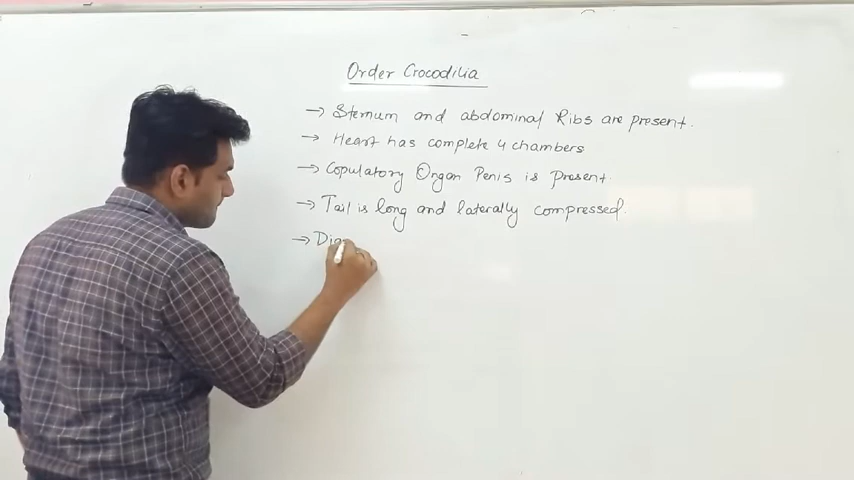 Order Crocodilia
→ Sternum and abdominal Ribs are present.
→ Heart has complete 4 chambers
→ Copulatory Organ Penis is Present.
→ Tail is long and laterally compressed.
→